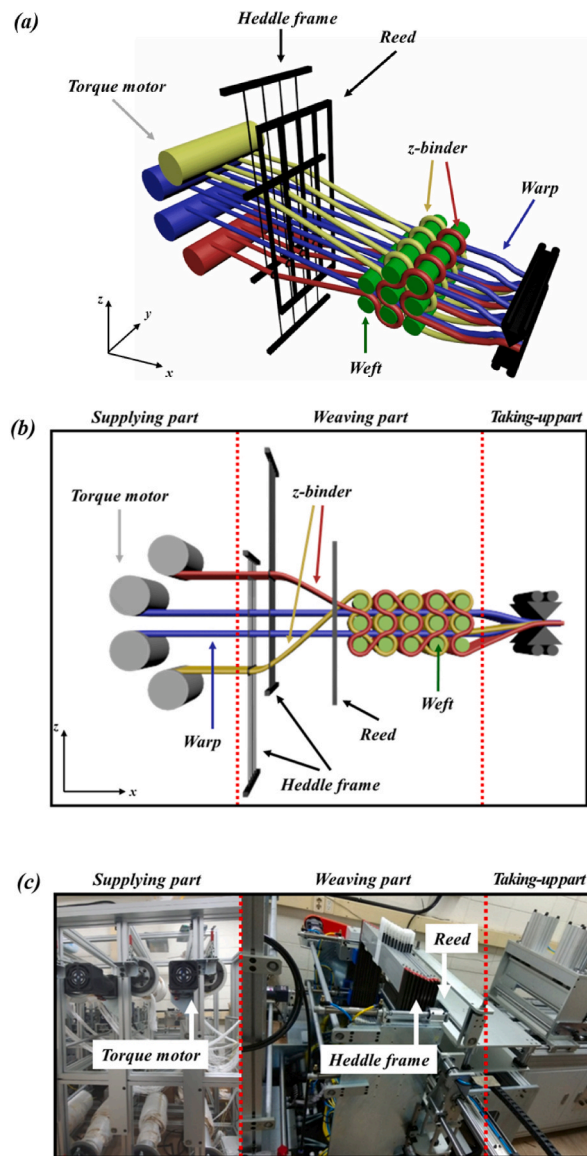 (a)
Heddle frame
Reed
Torque motor
z-binder
Warp
z
y
x
Weft
(b)
Supplying part
Weaving part
Taking-uppart
Torque motor
z-binder
Warp
Reed
Weft
Heddle frame
z
x
(c)
Supplying part
Weaving part
Taking-uppart
Reed
Torque motor
Heddle frame